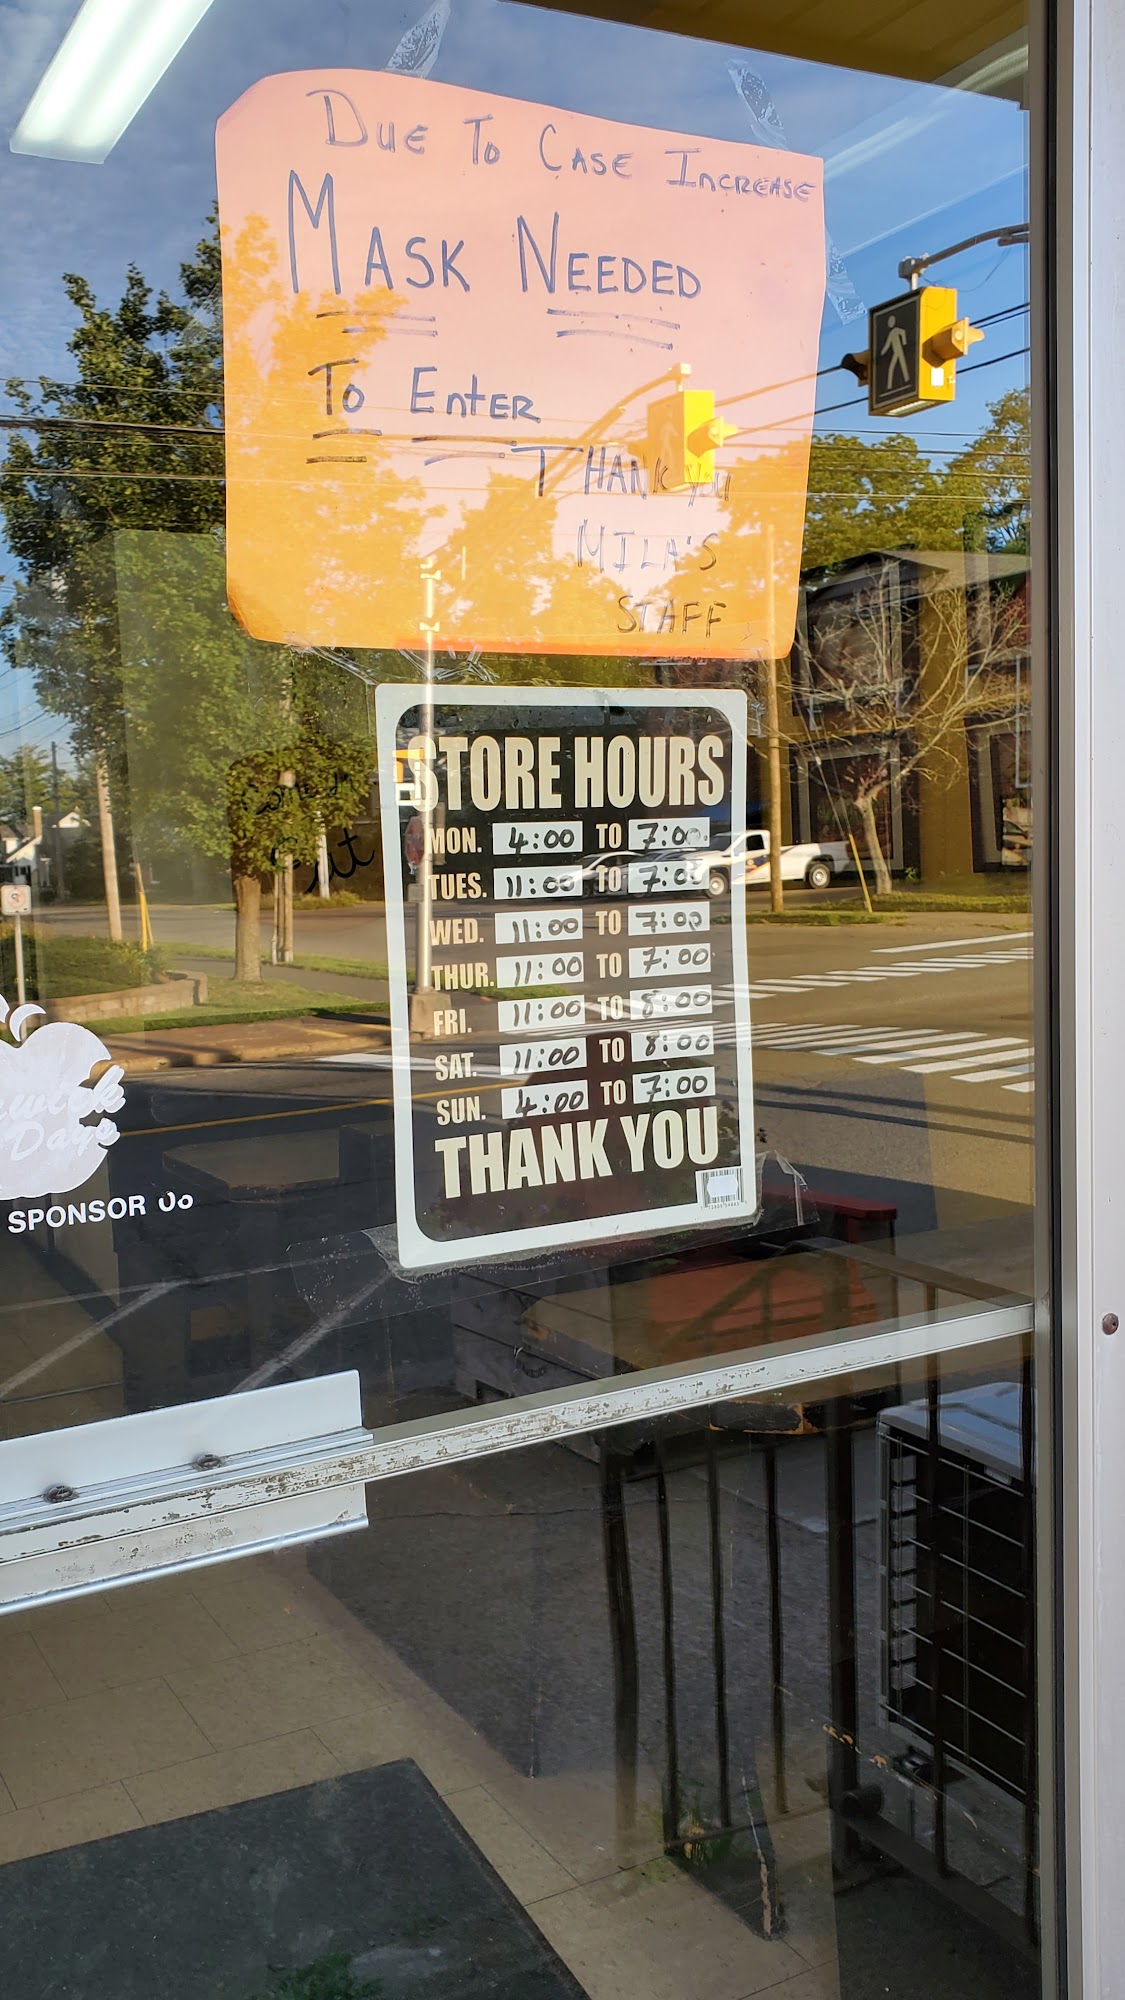 Due To Case Increase
Mask Needed
To Enter
Thank you
Mila's
Staff
STORE HOURS
MON. 4:00 TO 7:00
TUES. 11:00 TO 7:00
WED. 11:00 TO 7:00
THUR. 11:00 TO 7:00
FRI. 11:00 TO 8:00
SAT. 11:00 TO 8:00
SUN. 4:00 TO 7:00
THANK YOU
Days
SPONSOR